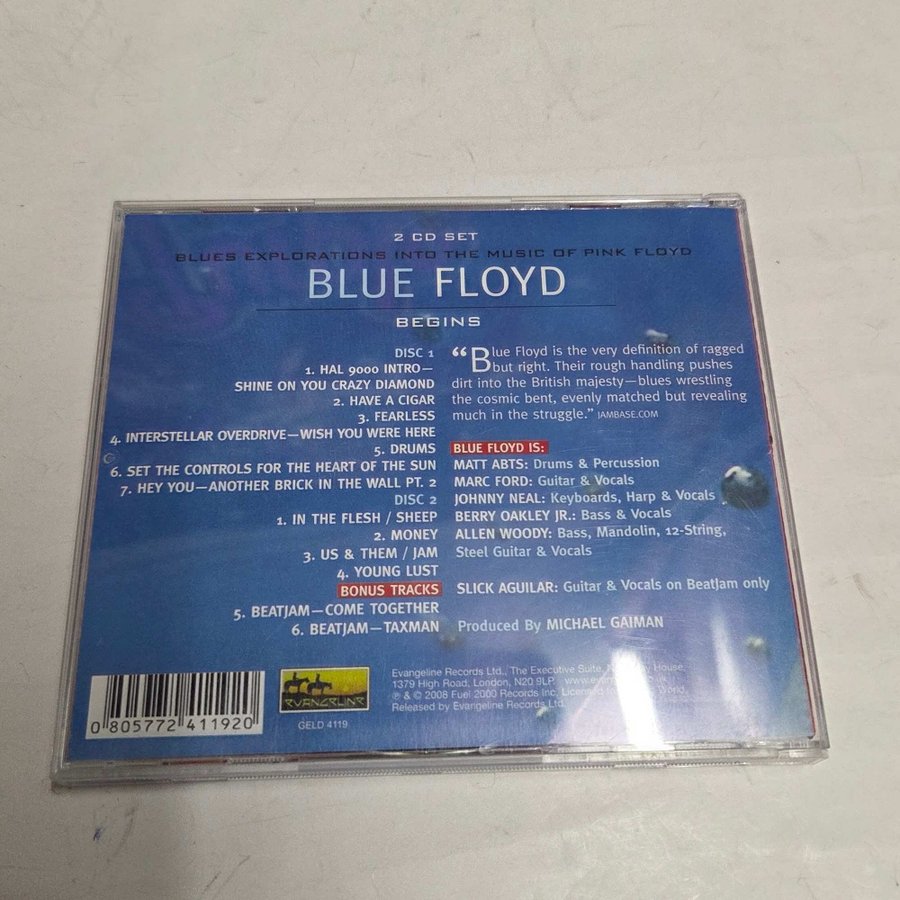 2 CD SET
BLUES EXPLORATIONS INTO THE MUSIC OF PINK FLOYD
BLUE FLOYD
BEGINS
DISC 1
1. HAL 9000 INTRO—
SHINE ON YOU CRAZY DIAMOND
2. HAVE A CIGAR
3. FEARLESS
4. INTERSTELLAR OVERDRIVE—WISH YOU WERE HERE
5. DRUMS
6. SET THE CONTROLS FOR THE HEART OF THE SUN
7. HEY YOU—ANOTHER BRICK IN THE WALL PT. 2
DISC 2
1. IN THE FLESH / SHEEP
2. MONEY
3. US & THEM / JAM
4. YOUNG LUST
BONUS TRACKS
5. BEATJAM—COME TOGETHER
6. BEATJAM—TAXMAN
“Blue Floyd is the very definition of ragged
but right. Their rough handling pushes
dirt into the British majesty—blues wrestling
the cosmic bent, evenly matched but revealing
much in the struggle.” JAMBASE.COM
BLUE FLOYD IS:
MATT ABTS: Drums & Percussion
MARC FORD: Guitar & Vocals
JOHNNY NEAL: Keyboards, Harp & Vocals
BERRY OAKLEY JR.: Bass & Vocals
ALLEN WOODY: Bass, Mandolin, 12-String,
Steel Guitar & Vocals
SLICK AGUILAR: Guitar & Vocals on BeatJam only
Produced By MICHAEL GAIMAN
0 805772 411920
EVANGELINE
GELD 4119
Evangeline Records Ltd., The Executive Suite, House,
1379 High Road, London, N20 9LP
℗ & © 2008 Fuel 2000 Records Inc, World.
Released by Evangeline Records Ltd.